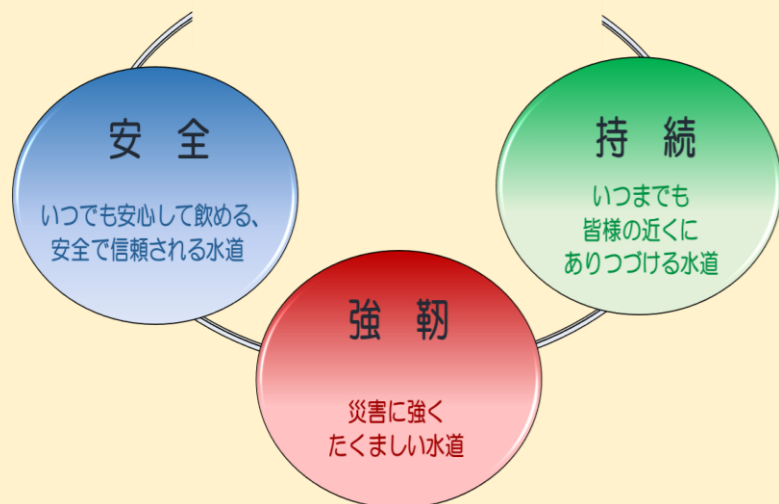 安 全
いつでも安心して飲める、
安全で信頼される水道
持 続
いつまでも
皆様の近くに
ありつづける水道
強 靭
災害に強く
たくましい水道